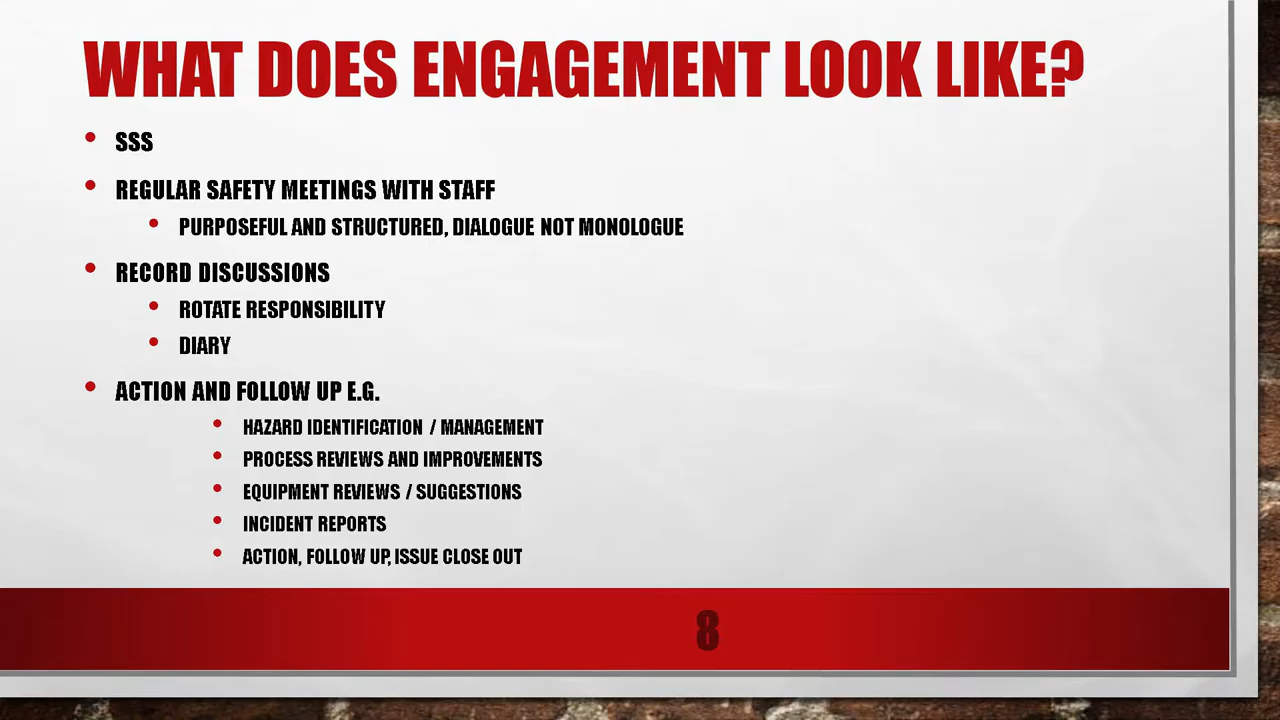 WHAT DOES ENGAGEMENT LOOK LIKE?
• SSS
• REGULAR SAFETY MEETINGS WITH STAFF
• PURPOSEFUL AND STRUCTURED, DIALOGUE NOT MONOLOGUE
• RECORD DISCUSSIONS
• ROTATE RESPONSIBILITY
• DIARY
• ACTION AND FOLLOW UP E.G.
• HAZARD IDENTIFICATION / MANAGEMENT
• PROCESS REVIEWS AND IMPROVEMENTS
• EQUIPMENT REVIEWS / SUGGESTIONS
• INCIDENT REPORTS
• ACTION, FOLLOW UP, ISSUE CLOSE OUT
8